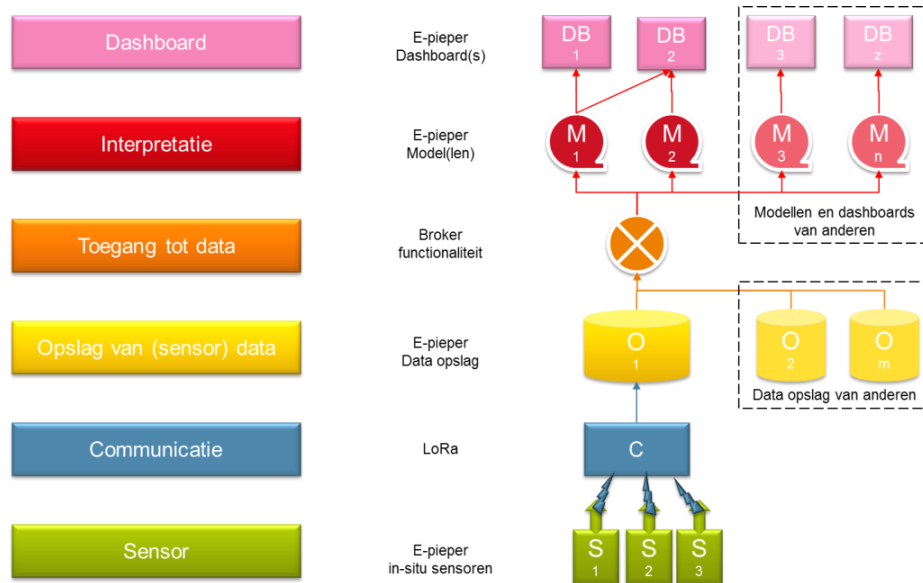 Dashboard
E-pieper
Dashboard(s)
DB
1
DB
2
DB
3
DB
z
Interpretatie
E-pieper
Model(len)
M
1
M
2
M
3
M
n
Modellen en dashboards
van anderen
Toegang tot data
Broker
functionaliteit
Opslag van (sensor) data
E-pieper
Data opslag
O
1
O
2
O
m
Data opslag van anderen
Communicatie
LoRa
C
Sensor
E-pieper
in-situ sensoren
S
1
S
2
S
3